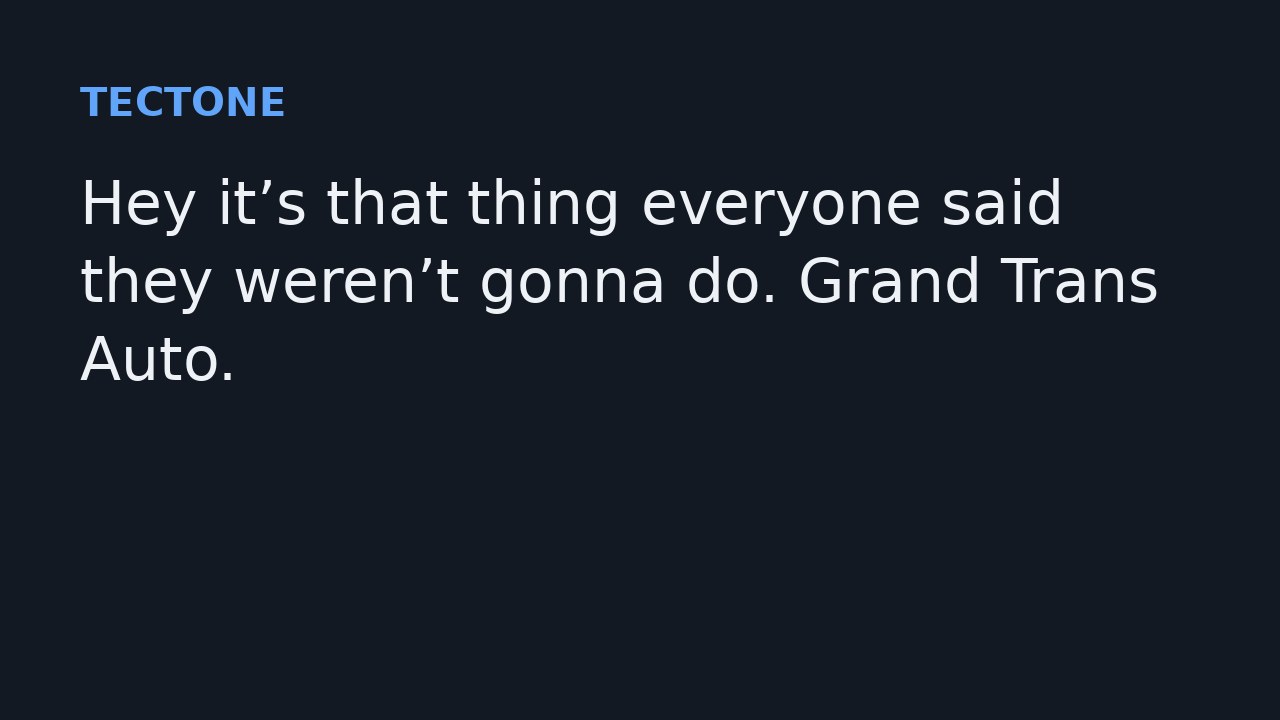 TECTONE
Hey it’s that thing everyone said
they weren’t gonna do. Grand Trans
Auto.